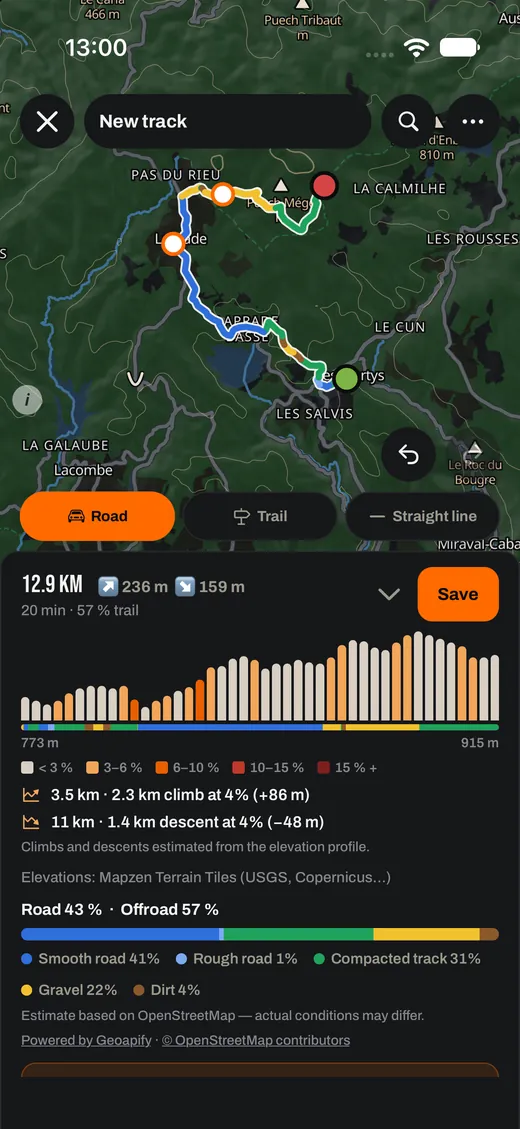 466 m
Puech Tribaut
m
13:00
New track
810 m
PAS DU RIEU
LA CALMILHE
LES ROUSSES
LE CUN
LES SALVIS
LA GALAUBE
Lacombe
Le Roc du
Bougre
Road
Trail
Straight line
Miraval-Caba
12.9 KM
236 m
159 m
Save
20 min · 57 % trail
773 m
915 m
< 3 %
3–6 %
6–10 %
10–15 %
15 % +
3.5 km · 2.3 km climb at 4% (+86 m)
11 km · 1.4 km descent at 4% (−48 m)
Climbs and descents estimated from the elevation profile.
Elevations: Mapzen Terrain Tiles (USGS, Copernicus…)
Road 43 % · Offroad 57 %
Smooth road 41%
Rough road 1%
Compacted track 31%
Gravel 22%
Dirt 4%
Estimate based on OpenStreetMap — actual conditions may differ.
Powered by Geoapify · © OpenStreetMap contributors